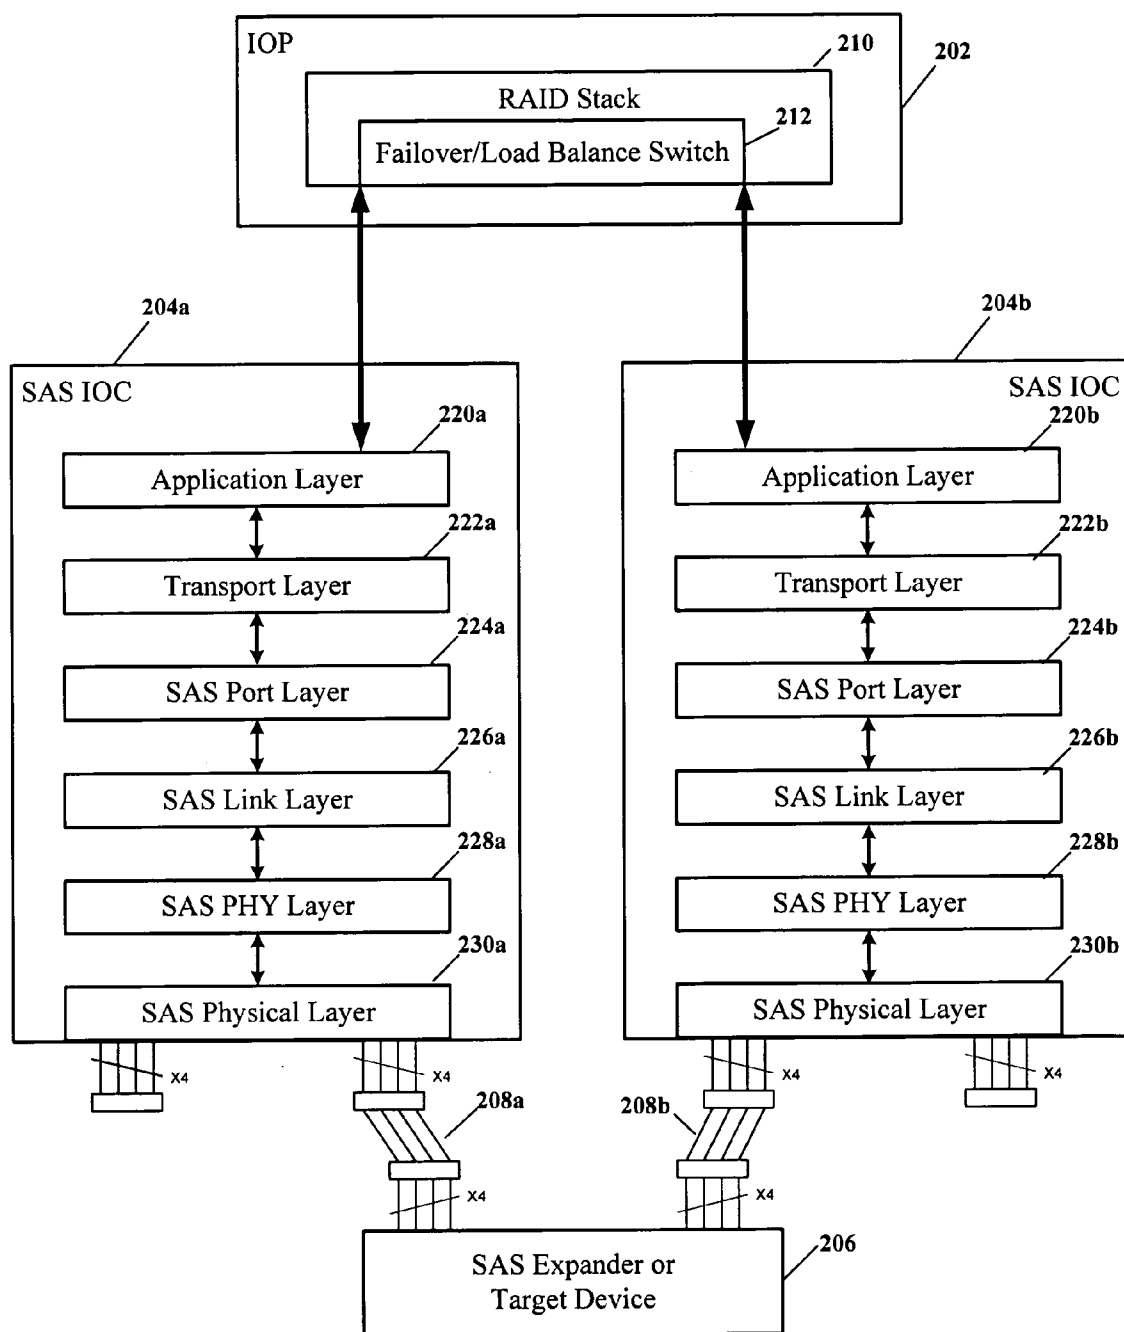 IOP
210
202
RAID Stack
212
Failover/Load Balance Switch
204a
204b
SAS IOC
SAS IOC
220a
220b
Application Layer
Application Layer
222a
222b
Transport Layer
Transport Layer
224a
224b
SAS Port Layer
SAS Port Layer
226a
226b
SAS Link Layer
SAS Link Layer
228a
228b
SAS PHY Layer
SAS PHY Layer
230a
230b
SAS Physical Layer
SAS Physical Layer
X4
X4
X4
X4
208a
208b
X4
X4
206
SAS Expander or
Target Device